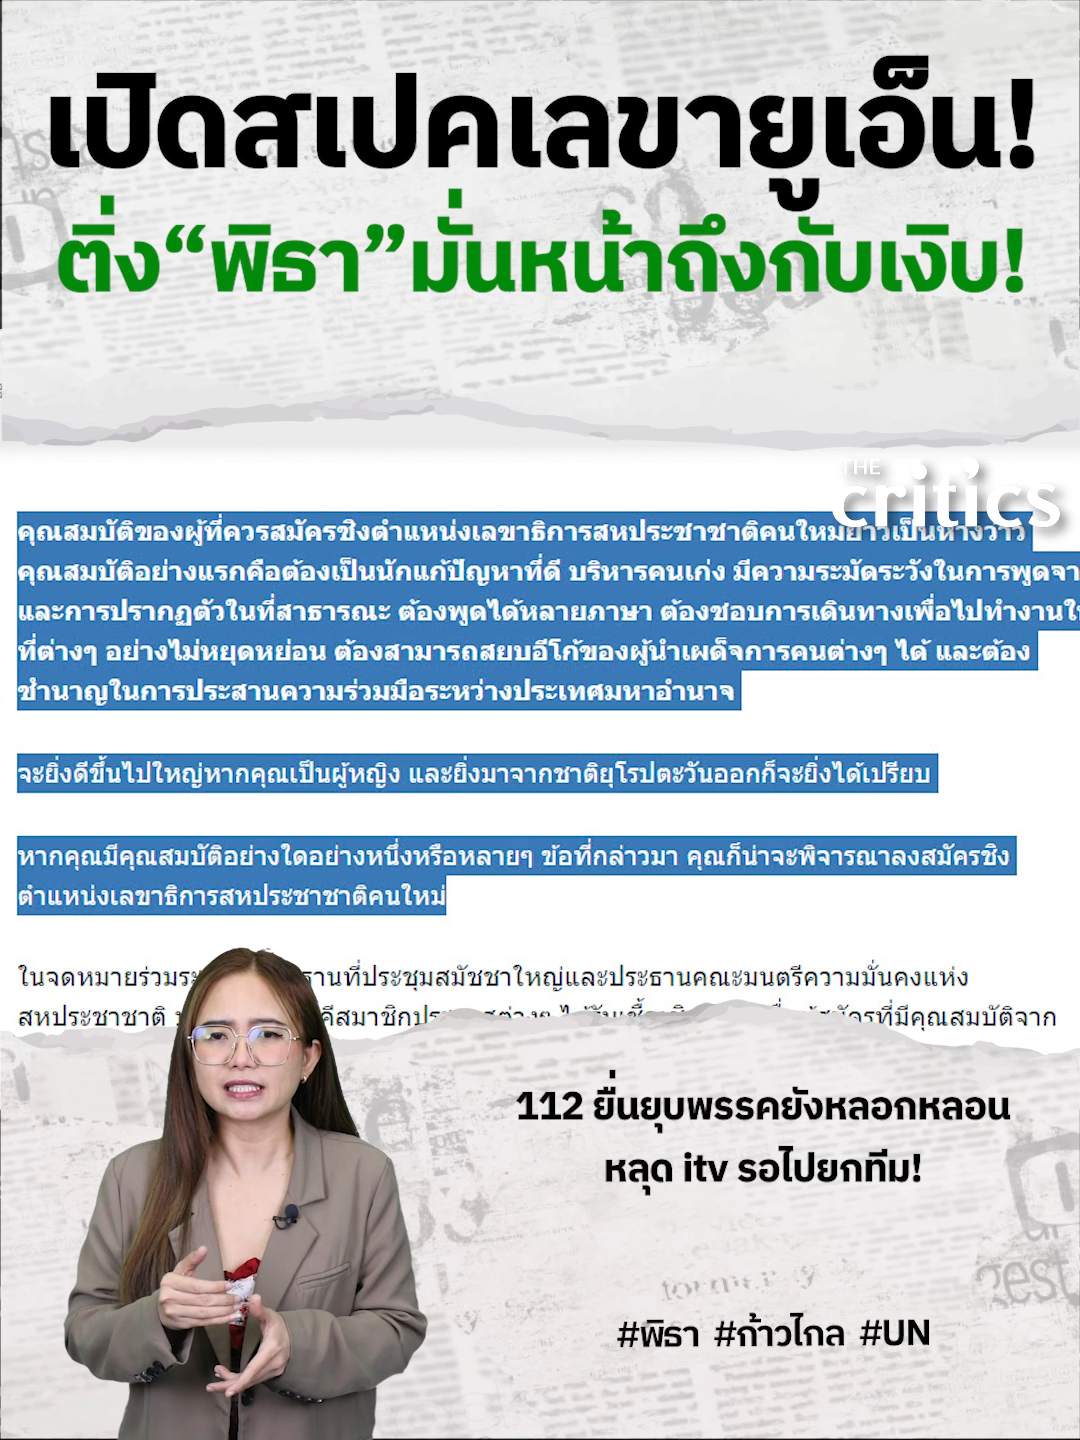 เปิดสเปคเลขายูเอ็น!
ติ่ง“พิธา”มั่นหน้าถึงกับเงิบ!
THE
critics
คุณสมบัติของผู้ที่ควรสมัครชิงตำแหน่งเลขาธิการสหประชาชาติคนใหม่ยาวเป็นหางว่าว
คุณสมบัติอย่างแรกคือต้องเป็นนักแก้ปัญหาที่ดี บริหารคนเก่ง มีความระมัดระวังในการพูดจา
และการปรากฏตัวในที่สาธารณะ ต้องพูดได้หลายภาษา ต้องชอบการเดินทางเพื่อไปทำงานใน
ที่ต่างๆ อย่างไม่หยุดหย่อน ต้องสามารถสยบอีโก้ของผู้นำเผด็จการคนต่างๆ ได้ และต้อง
ชำนาญในการประสานความร่วมมือระหว่างประเทศมหาอำนาจ
จะยิ่งดีขึ้นไปใหญ่หากคุณเป็นผู้หญิง และยิ่งมาจากชาติยุโรปตะวันออกก็จะยิ่งได้เปรียบ
หากคุณมีคุณสมบัติอย่างใดอย่างหนึ่งหรือหลายๆ ข้อที่กล่าวมา คุณก็น่าจะพิจารณาลงสมัครชิง
ตำแหน่งเลขาธิการสหประชาชาติคนใหม่
ในจดหมายร่วมระ ธานที่ประชุมสมัชชาใหญ่และประธานคณะมนตรีความมั่นคงแห่ง
สหประชาชาติ ที่มีคุณสมบัติจาก
112 ยื่นยุบพรรคยังหลอกหลอน
หลุด itv รอไปยกทีม!
#พิธา #ก้าวไกล #UN